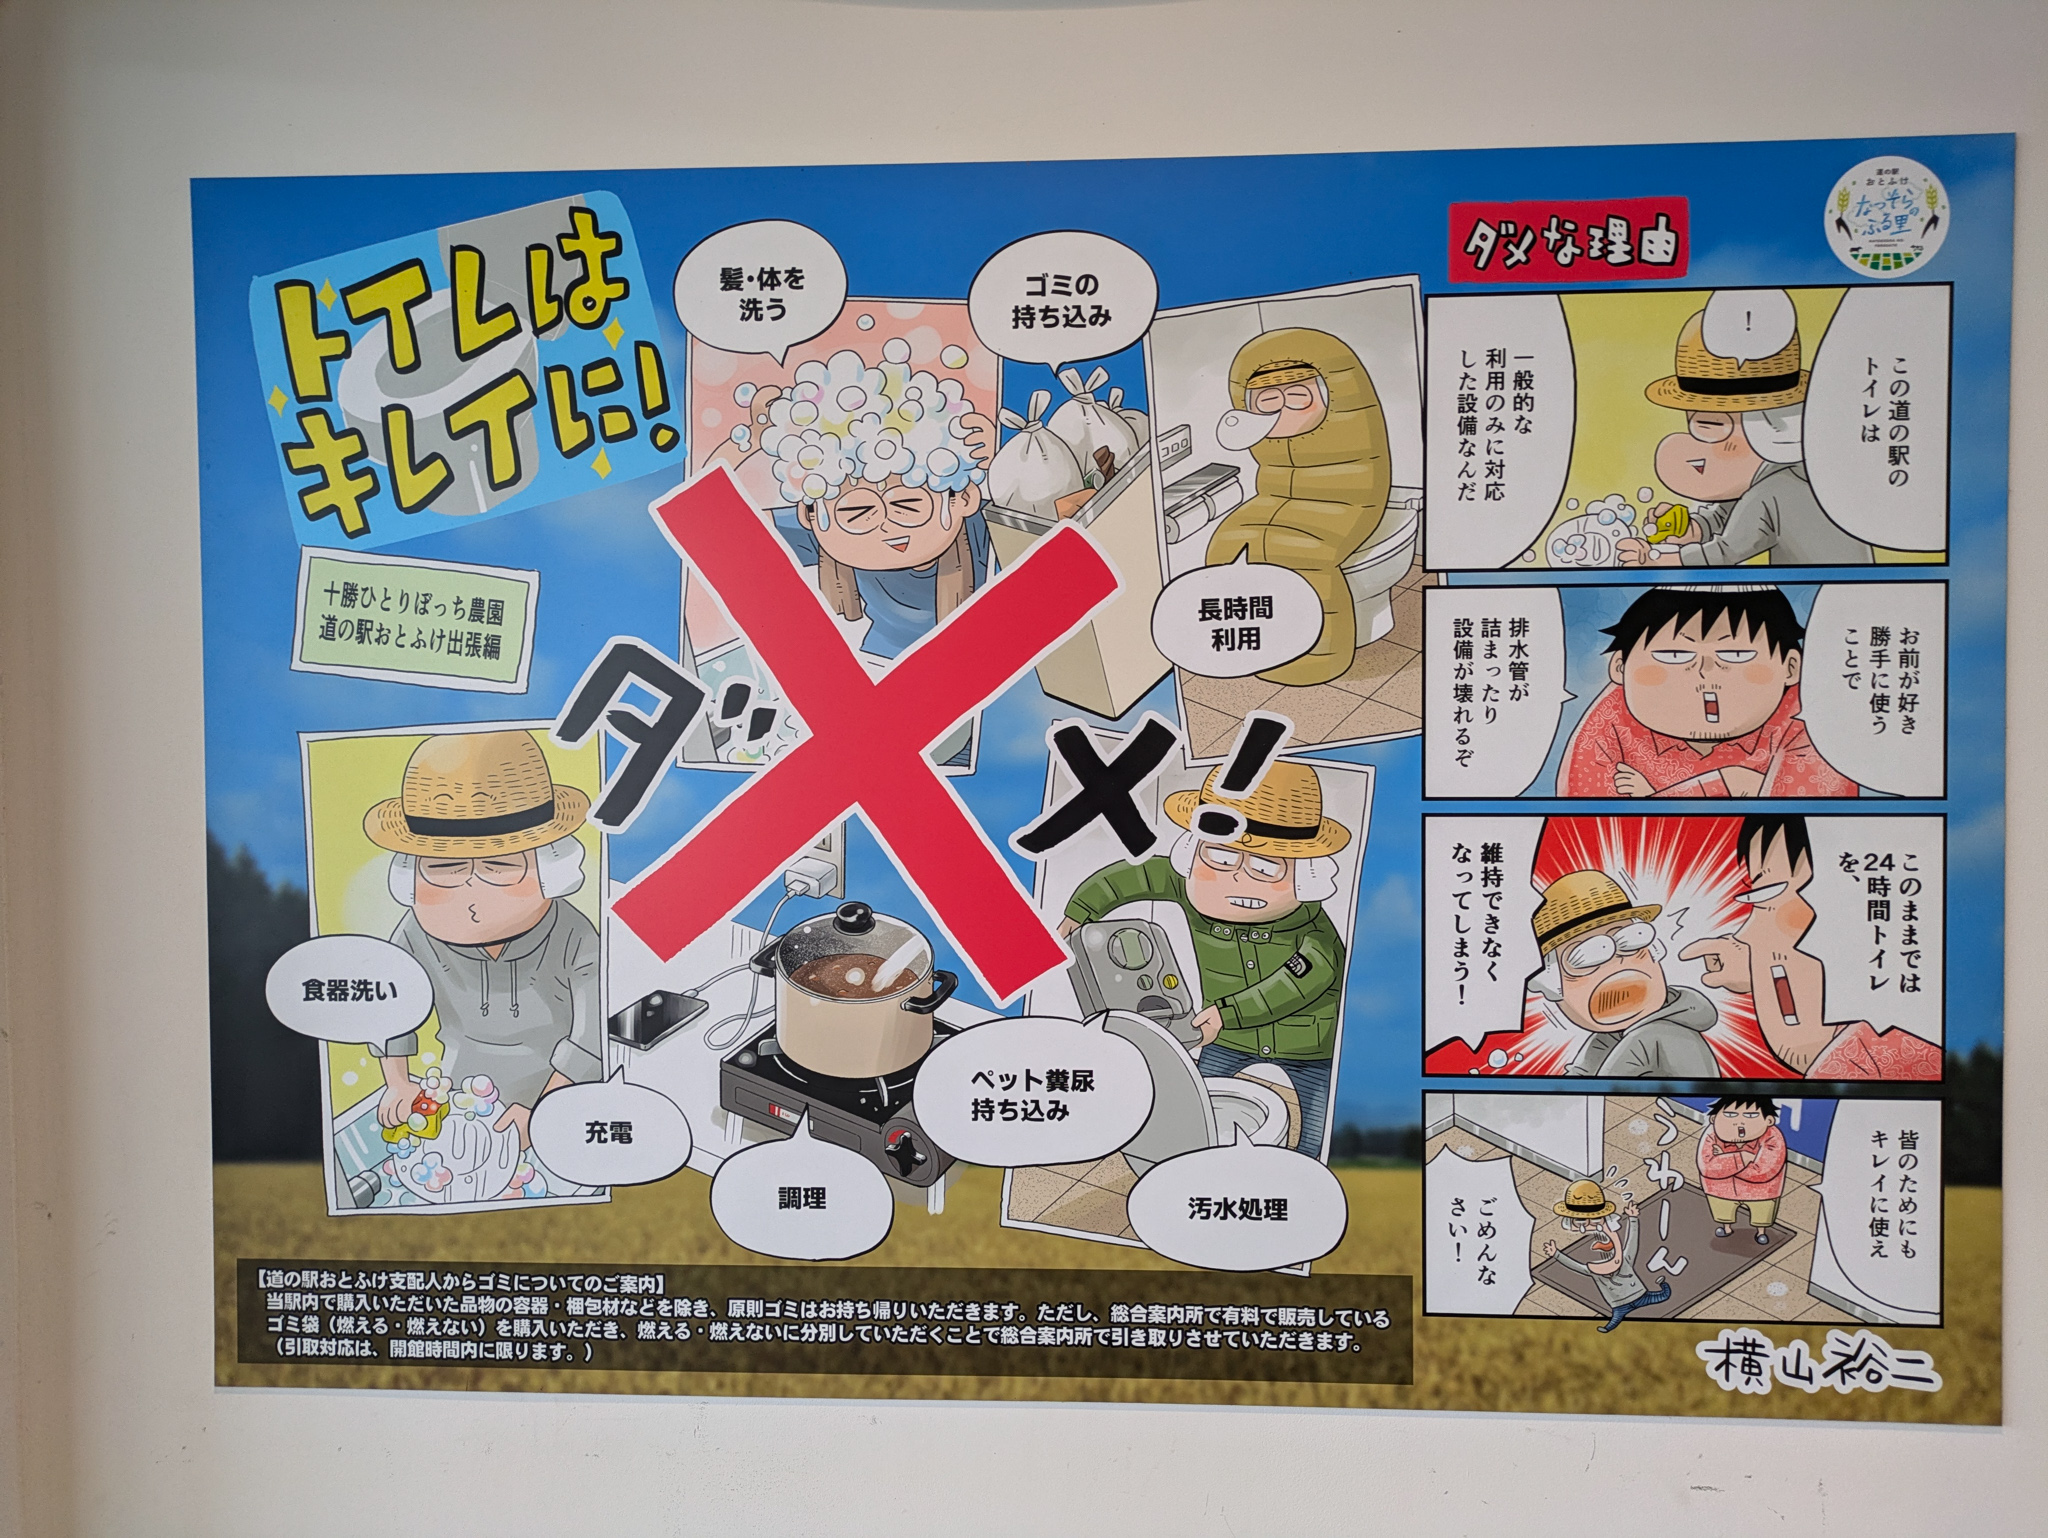 トイレは
キレイに!
十勝ひとりぼっち農園
道の駅おとふけ出張編
髪・体を
洗う
ゴミの
持ち込み
長時間
利用
ダメ!
食器洗い
充電
調理
ペット糞尿
持ち込み
汚水処理
【道の駅おとふけ支配人からゴミについてのご案内】
当駅内で購入いただいた品物の容器・梱包材などを除き、原則ゴミはお持ち帰りいただきます。ただし、総合案内所で有料で販売している
ゴミ袋(燃える・燃えない)を購入いただき、燃える・燃えないに分別していただくことで総合案内所で引き取りさせていただきます。
(引取対応は、開館時間内に限ります。)
道の駅
おとふけ
なつぞらの
ふる里
ダメな理由
この道の駅の
トイレは
!
一般的な
利用のみに対応
した設備なんだ
お前が好き
勝手に使う
ことで
排水管が
詰まったり
設備が壊れるぞ
このままでは
24時間トイレ
を、
維持できなく
なってしまう!
皆のためにも
キレイに使え
うわーん
ごめんな
さい!
横山裕二